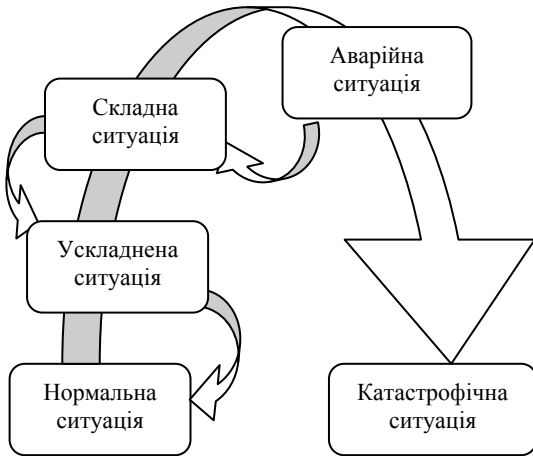 Аварійна
ситуація
Складна
ситуація
Ускладнена
ситуація
Нормальна
ситуація
Катастрофічна
ситуація